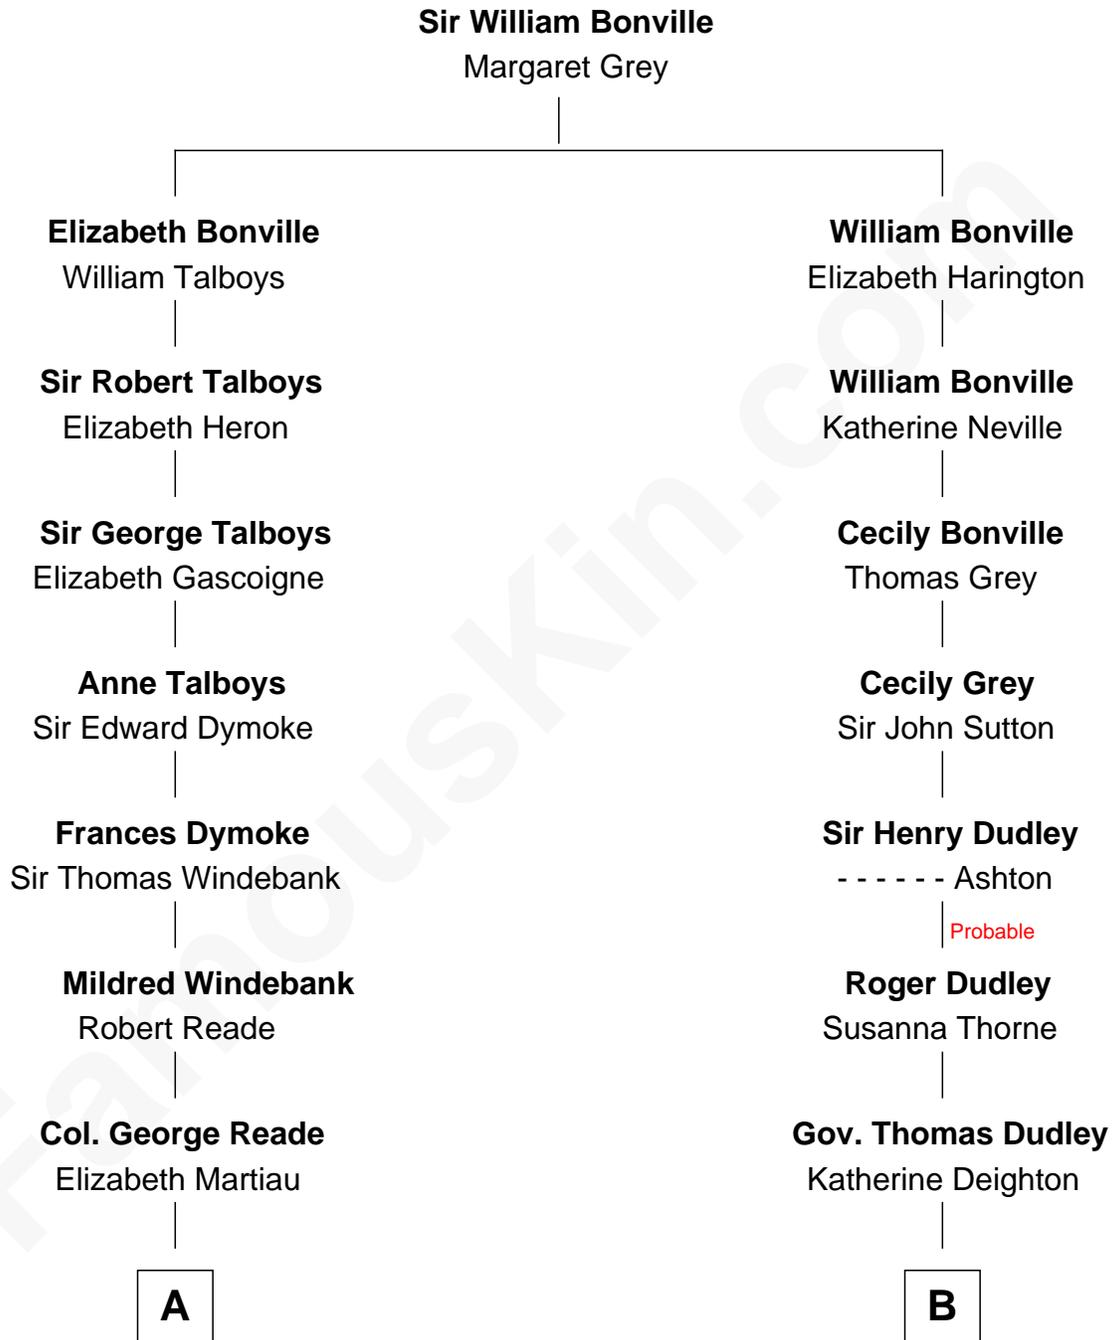 Sir William Bonville
Margaret Grey
Elizabeth Bonville
William Talboys
William Bonville
Elizabeth Harington
Sir Robert Talboys
Elizabeth Heron
William Bonville
Katherine Neville
Sir George Talboys
Elizabeth Gascoigne
Cecily Bonville
Thomas Grey
Anne Talboys
Sir Edward Dymoke
Cecily Grey
Sir John Sutton
Frances Dymoke
Sir Thomas Windebank
Sir Henry Dudley
- - - - - - Ashton
Probable
Mildred Windebank
Robert Reade
Roger Dudley
Susanna Thorne
Col. George Reade
Elizabeth Martiau
Gov. Thomas Dudley
Katherine Deighton
A
B
FamousKin.com